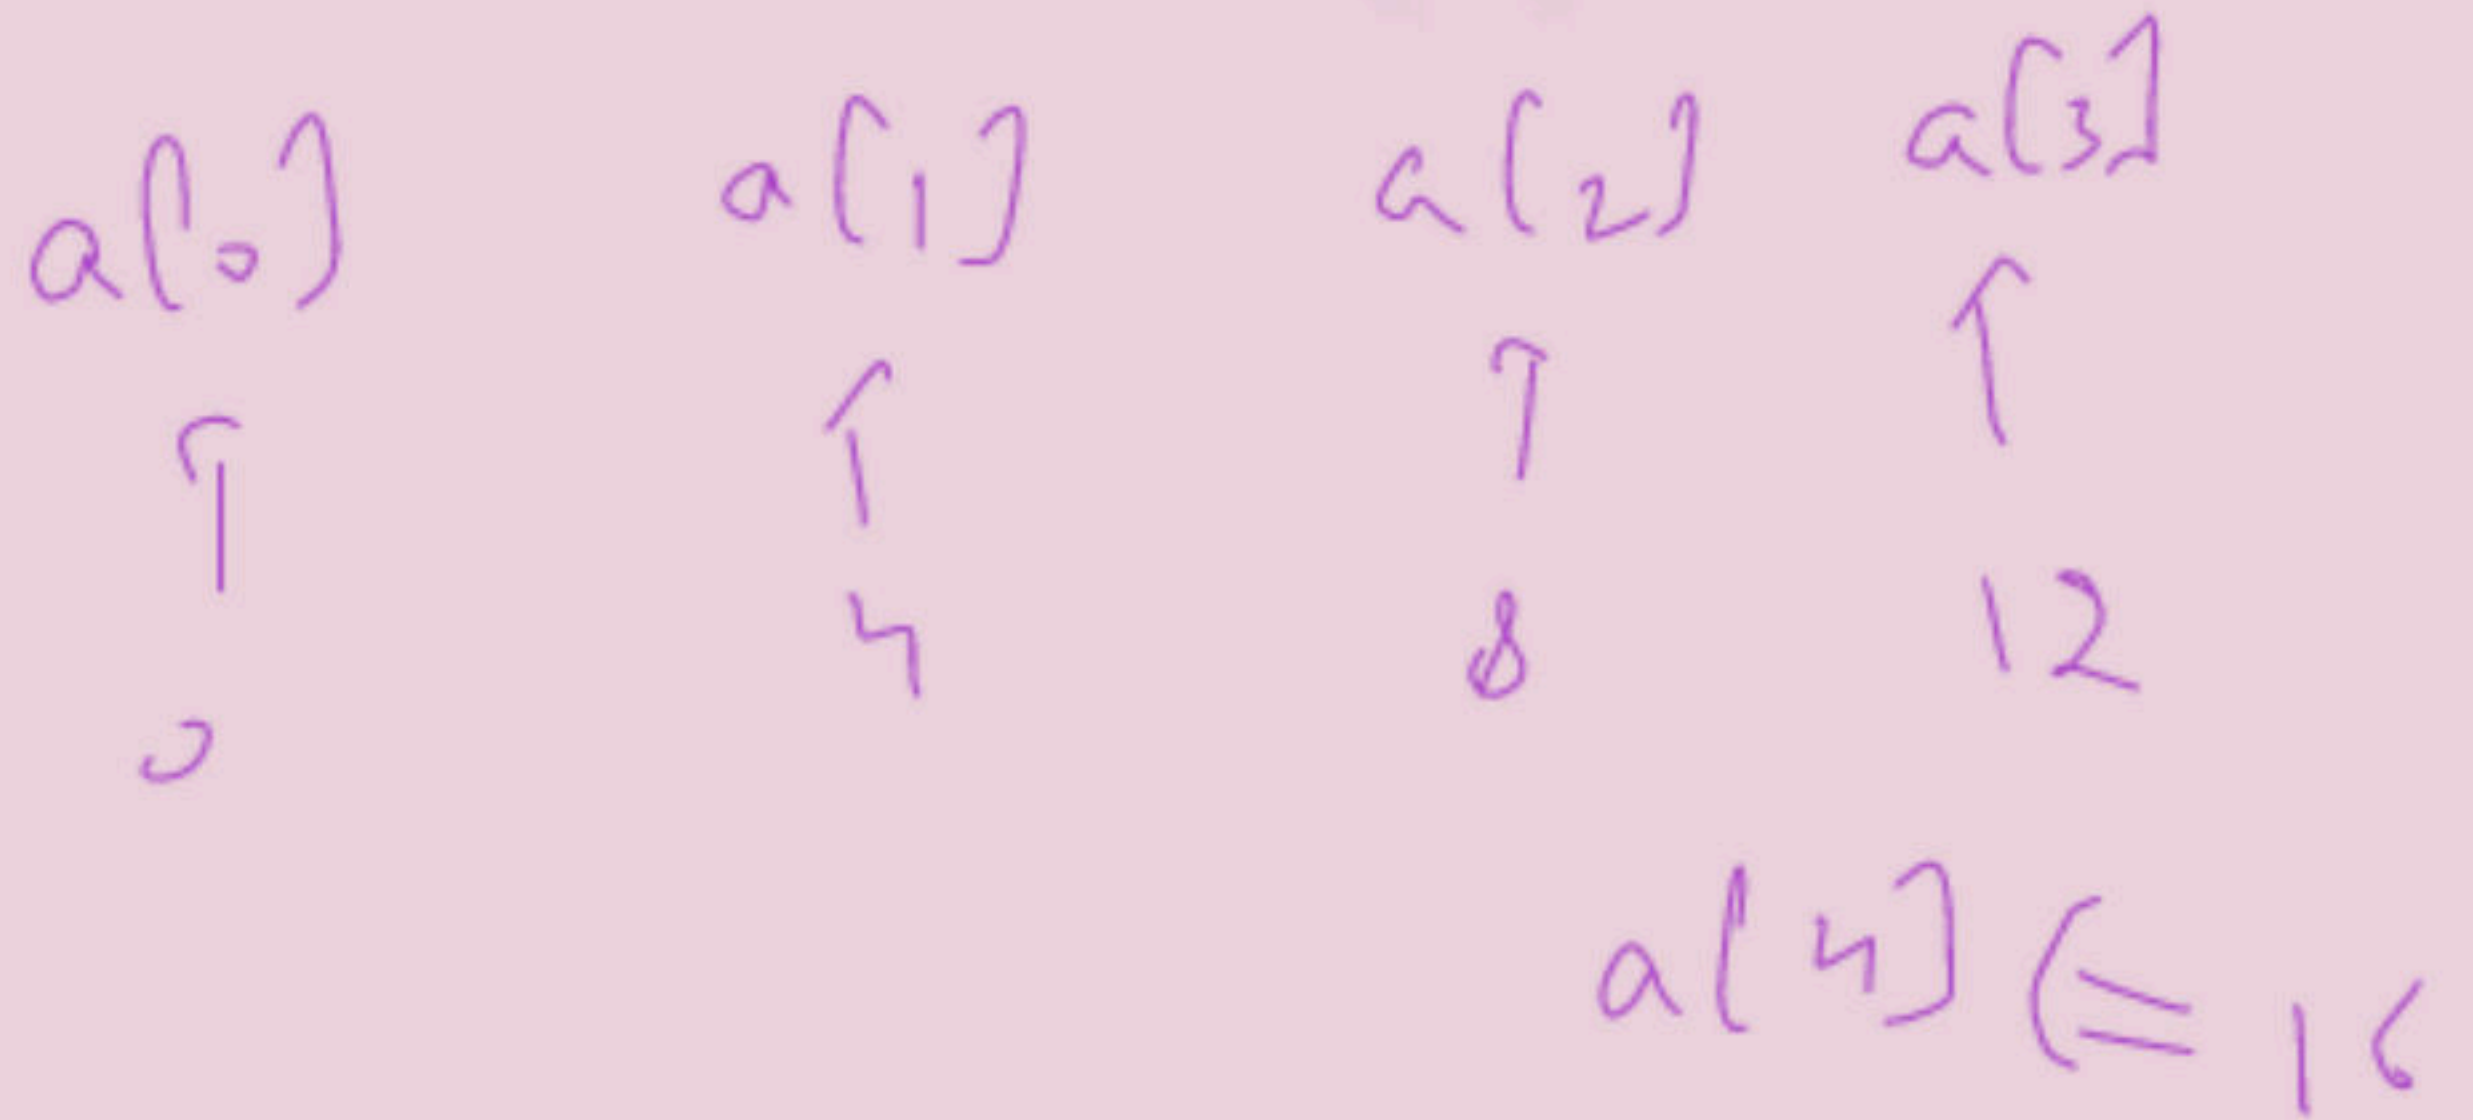 a[0] a[1] a[2] a[3]
↑ ↑ ↑ ↑
0 4 8 12
a[4] ⇐ 16